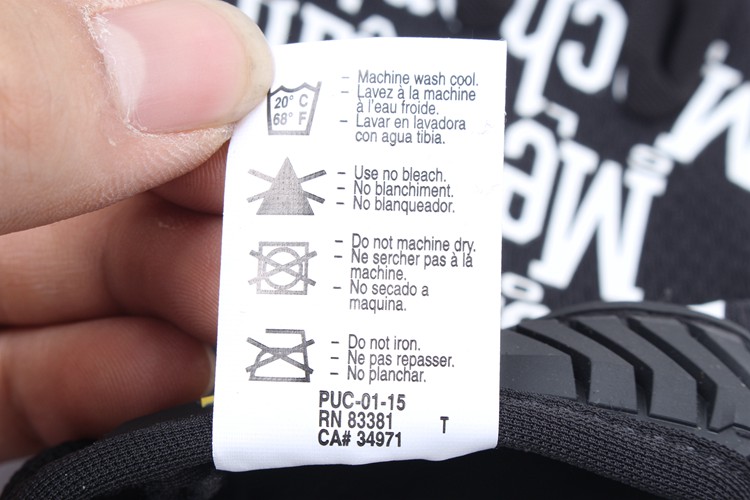 20° C
68° F
– Machine wash cool.
– Lavez à la machine
à l'eau froide.
– Lavar en lavadora
con agua tibia.
– Use no bleach.
– No blanchiment.
– No blanqueador.
– Do not machine dry.
– Ne sercher pas à là
machine.
– No secado a
maquina.
– Do not iron.
– Ne pas repasser.
– No planchar.
PUC-01-15
RN 83381 T
CA# 34971